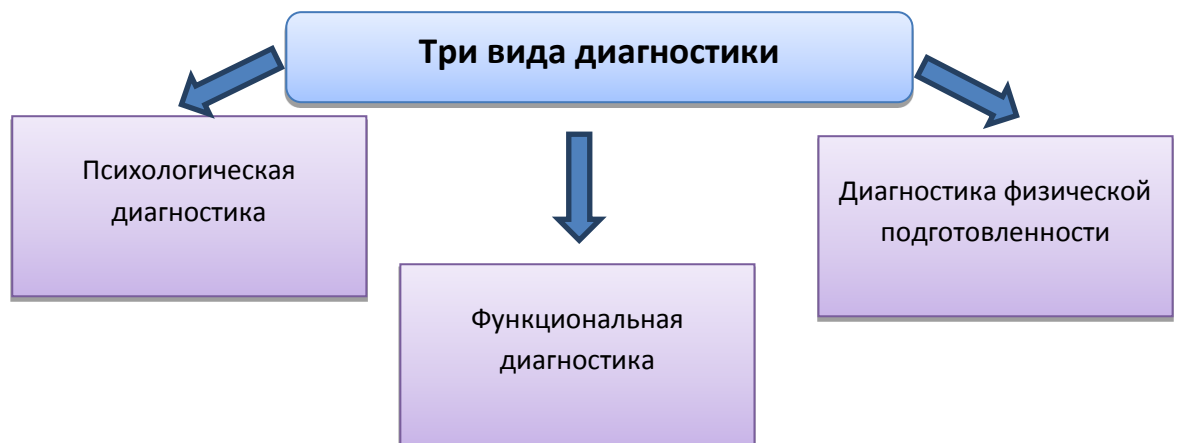 Три вида диагностики
Психологическая
диагностика
Функциональная
диагностика
Диагностика физической
подготовленности